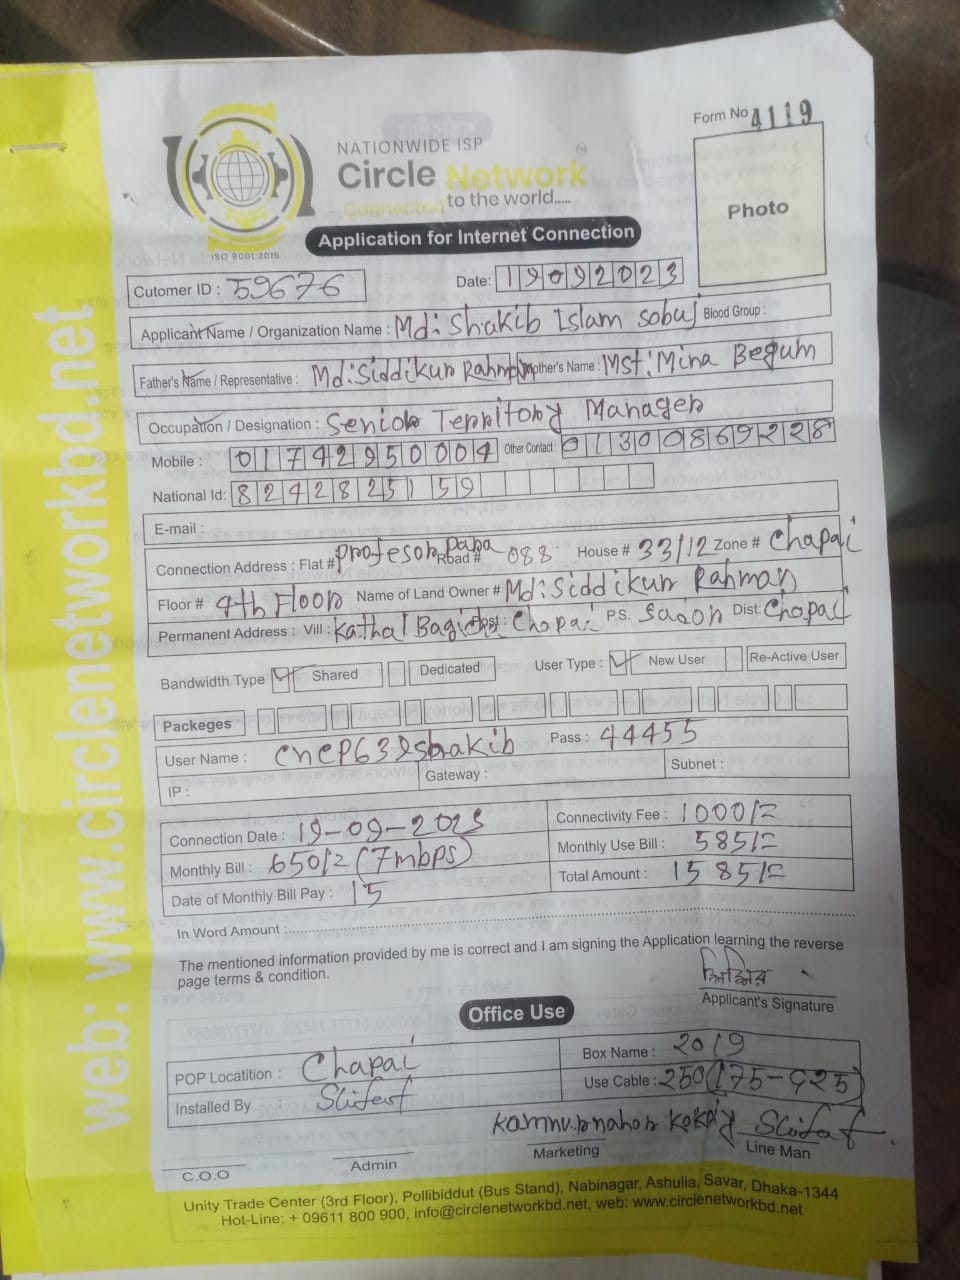 Form No 4119
NATIONWIDE ISP
Circle Network
Connected to the world.....
ISO 9001:2015
Photo
Application for Internet Connection
Cutomer ID : 59676 Date: 19092023
Applicant Name / Organization Name : Md: Shakib Islam Sobuj Blood Group :
Father's Name / Representative : Md: Siddikur Rahman Mother's Name : Mst: Mina Begum
Occupation / Designation : Senior Territory Manager
Mobile : 01742950004 Other Contact : 01300869228
National Id: 8242825159
E-mail :
Connection Address : Flat # Profesor Para Road # 088 House # 33/12 Zone # Chapai
Floor # 4th Floor Name of Land Owner # Md: Siddikur Rahman
Permanent Address : Vill : Kathal Bagicha Post : Chapai P.S. Sador Dist: Chapai
Bandwidth Type Shared Dedicated User Type : New User Re-Active User
Packeges
User Name : Pass : 44455
IP : Gateway : Subnet :
Connection Date : 19-09-2023 Connectivity Fee : 1000/=
Monthly Bill : 650/= (7mbps) Monthly Use Bill : 585/=
Date of Monthly Bill Pay : 15 Total Amount : 1585/=
In Word Amount :
The mentioned information provided by me is correct and I am signing the Application learning the reverse
page terms & condition.
Applicant's Signature
Office Use
POP Locatition : Chapai Box Name : 2019
Installed By : Sifat Use Cable : 250(175-925)
Sifat
C.O.O Admin Marketing Line Man
Unity Trade Center (3rd Floor), Pollibiddut (Bus Stand), Nabinagar, Ashulia, Savar, Dhaka-1344
Hot-Line: + 09611 800 900, info@circlenetworkbd.net, web: www.circlenetworkbd.net
web: www.circlenetworkbd.net